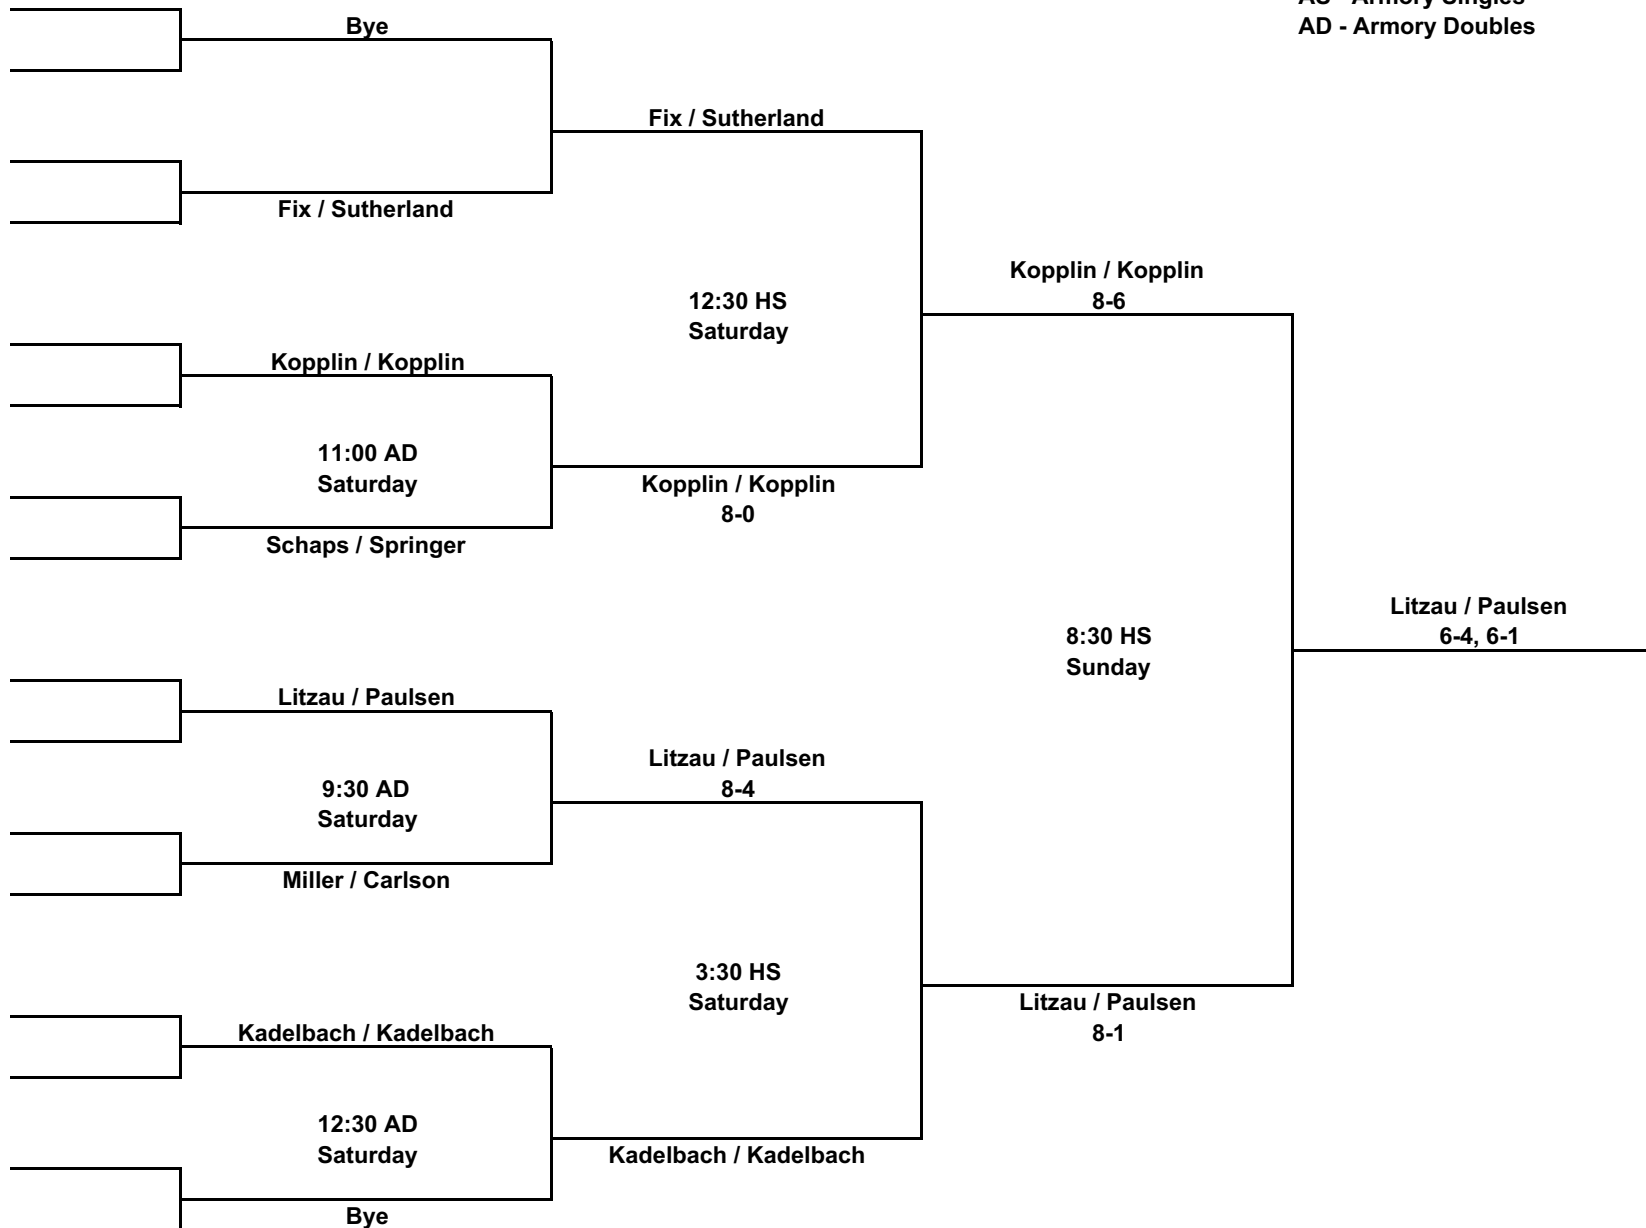 AS - Armory Singles
AD - Armory Doubles
Bye
Fix / Sutherland
Fix / Sutherland
Kopplin / Kopplin
8-6
12:30 HS
Saturday
Kopplin / Kopplin
11:00 AD
Saturday
Kopplin / Kopplin
8-0
Schaps / Springer
Litzau / Paulsen
6-4, 6-1
8:30 HS
Sunday
Litzau / Paulsen
Litzau / Paulsen
8-4
9:30 AD
Saturday
Miller / Carlson
3:30 HS
Saturday
Litzau / Paulsen
8-1
Kadelbach / Kadelbach
12:30 AD
Saturday
Kadelbach / Kadelbach
Bye